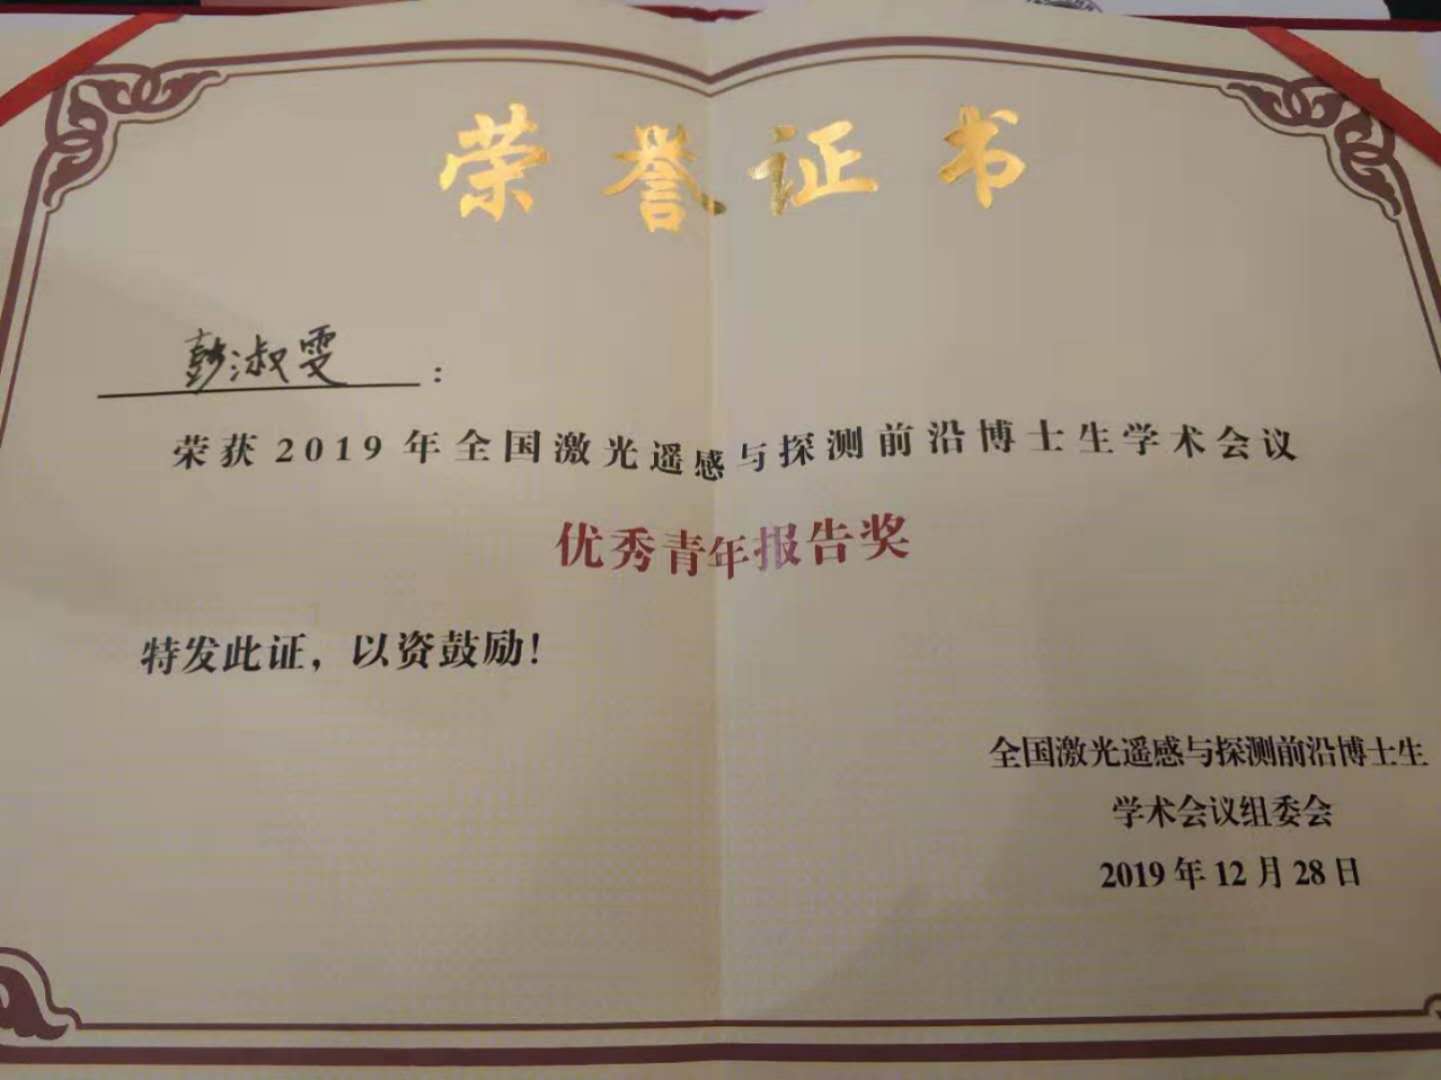 荣誉证书
彭淑雯：
荣获2019年全国激光遥感与探测前沿博士生学术会议
优秀青年报告奖
特发此证，以资鼓励！
全国激光遥感与探测前沿博士生
学术会议组委会
2019年12月28日